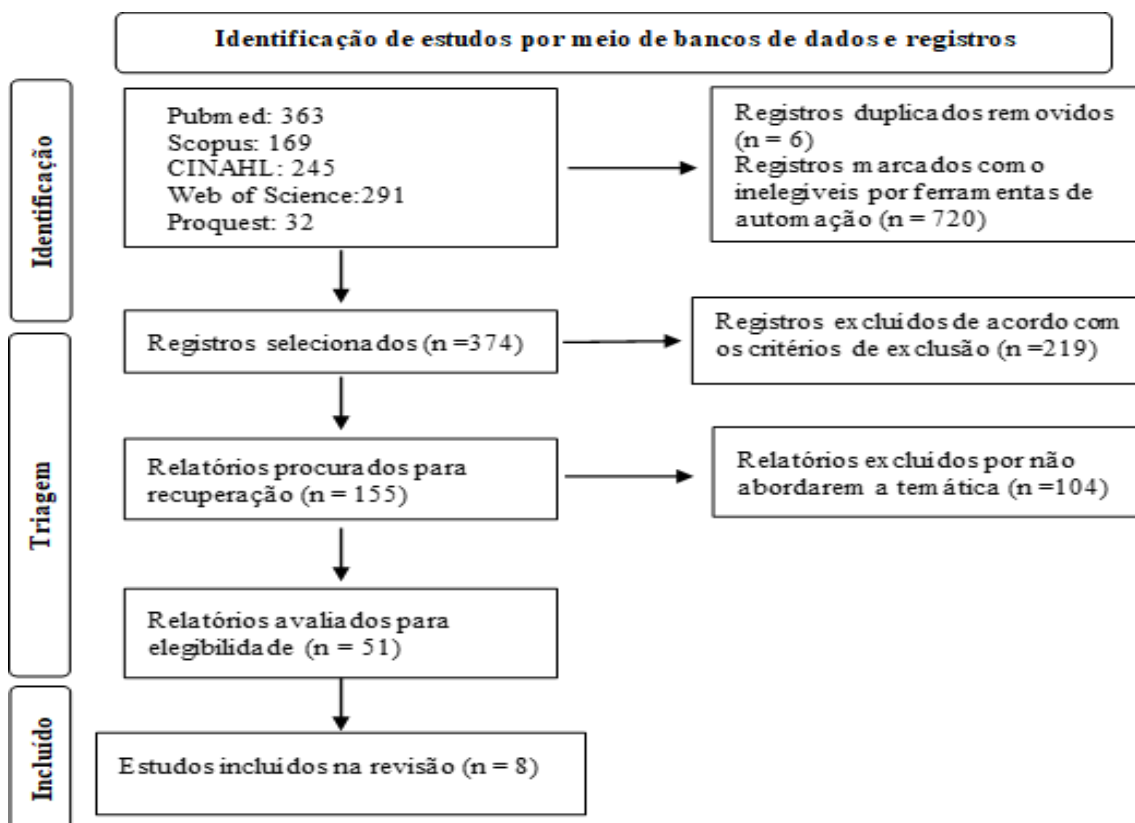 Identificação de estudos por meio de bancos de dados e registros
Identificação
Pubmed: 363
Scopus: 169
CINAHL: 245
Web of Science:291
Proquest: 32
Registros duplicados removidos
(n = 6)
Registros marcados como
inelegíveis por ferramentas de
automação (n = 720)
Triagem
Registros selecionados (n =374)
Registros excluídos de acordo com
os critérios de exclusão (n =219)
Relatórios procurados para
recuperação (n = 155)
Relatórios excluídos por não
abordarem a temática (n =104)
Relatórios avaliados para
elegibilidade (n = 51)
Incluído
Estudos incluídos na revisão (n = 8)